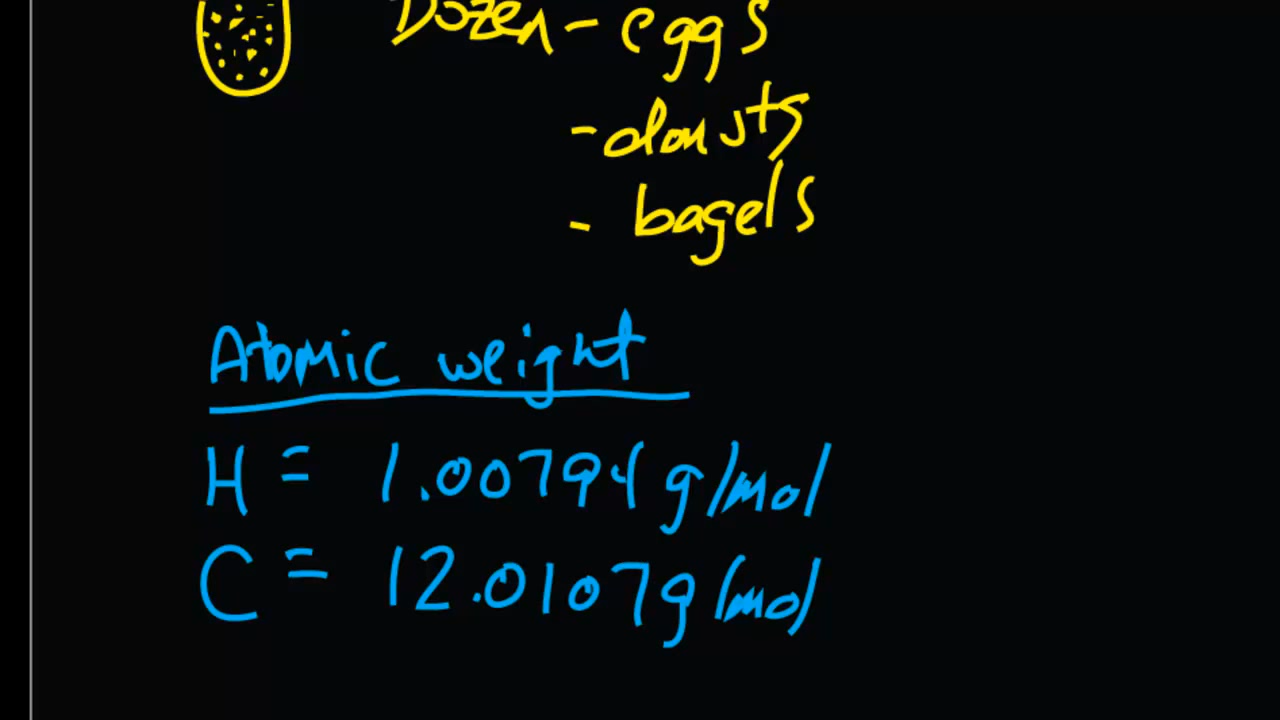 Dozen - eggs
- donuts
- bagels
Atomic weight
H = 1.00794 g/mol
C = 12.0107 g/mol